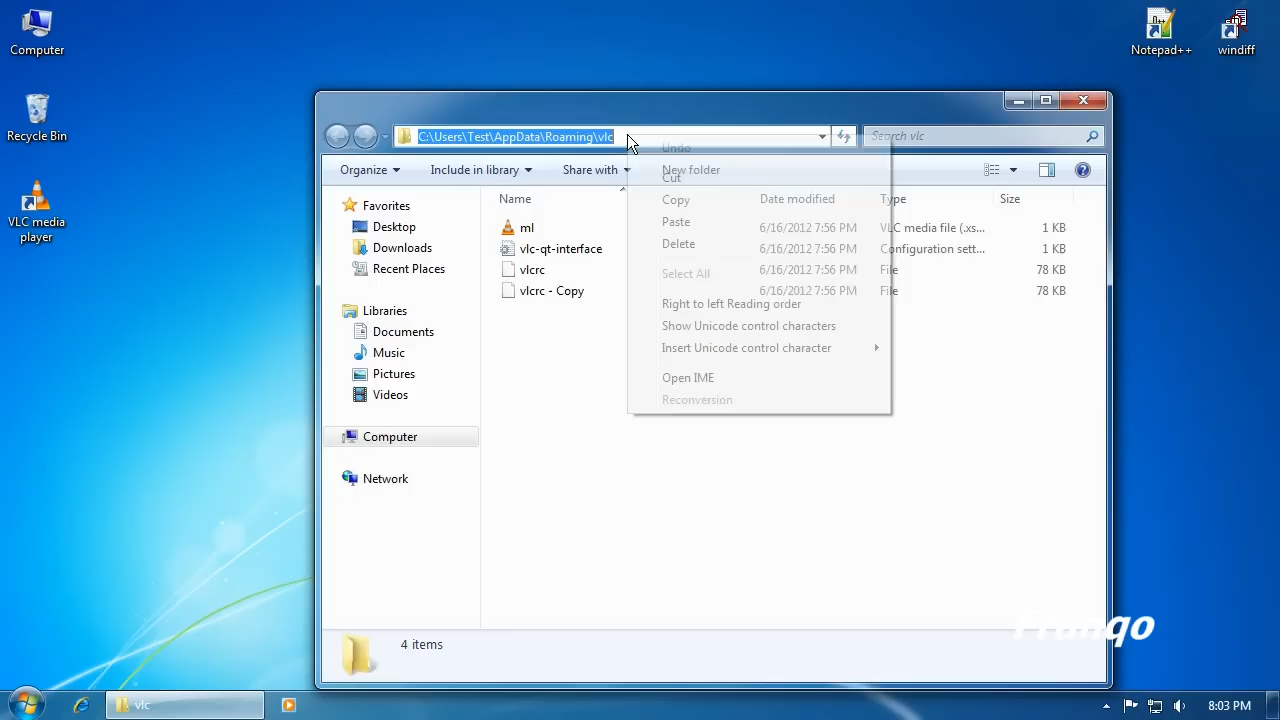 Computer
Recycle Bin
VLC media
player
Notepad++
windiff
C:\Users\Test\AppData\Roaming\vlc
Search vlc
Organize
Include in library
Share with
New folder
Undo
Cut
Copy
Paste
Delete
Select All
Right to left Reading order
Show Unicode control characters
Insert Unicode control character
Open IME
Reconversion
Favorites
Desktop
Downloads
Recent Places
Libraries
Documents
Music
Pictures
Videos
Computer
Network
Name Date modified Type Size
ml 6/16/2012 7:56 PM VLC media file (.xs... 1 KB
vlc-qt-interface 6/16/2012 7:56 PM Configuration sett... 1 KB
vlcrc 6/16/2012 7:56 PM File 78 KB
vlcrc - Copy 6/16/2012 7:56 PM File 78 KB
4 items
vlc
8:03 PM